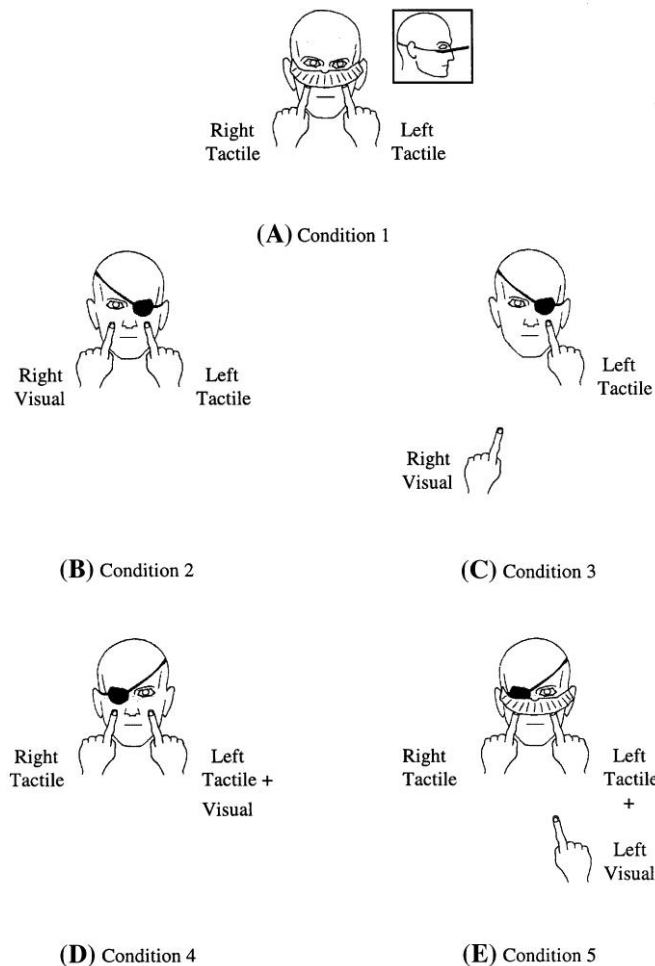 Right
Tactile
Left
Tactile
(A) Condition 1
Right
Visual
Left
Tactile
Left
Tactile
Right
Visual
(B) Condition 2
(C) Condition 3
Right
Tactile
Left
Tactile +
Visual
Right
Tactile
Left
Tactile
+
Left
Visual
(D) Condition 4
(E) Condition 5